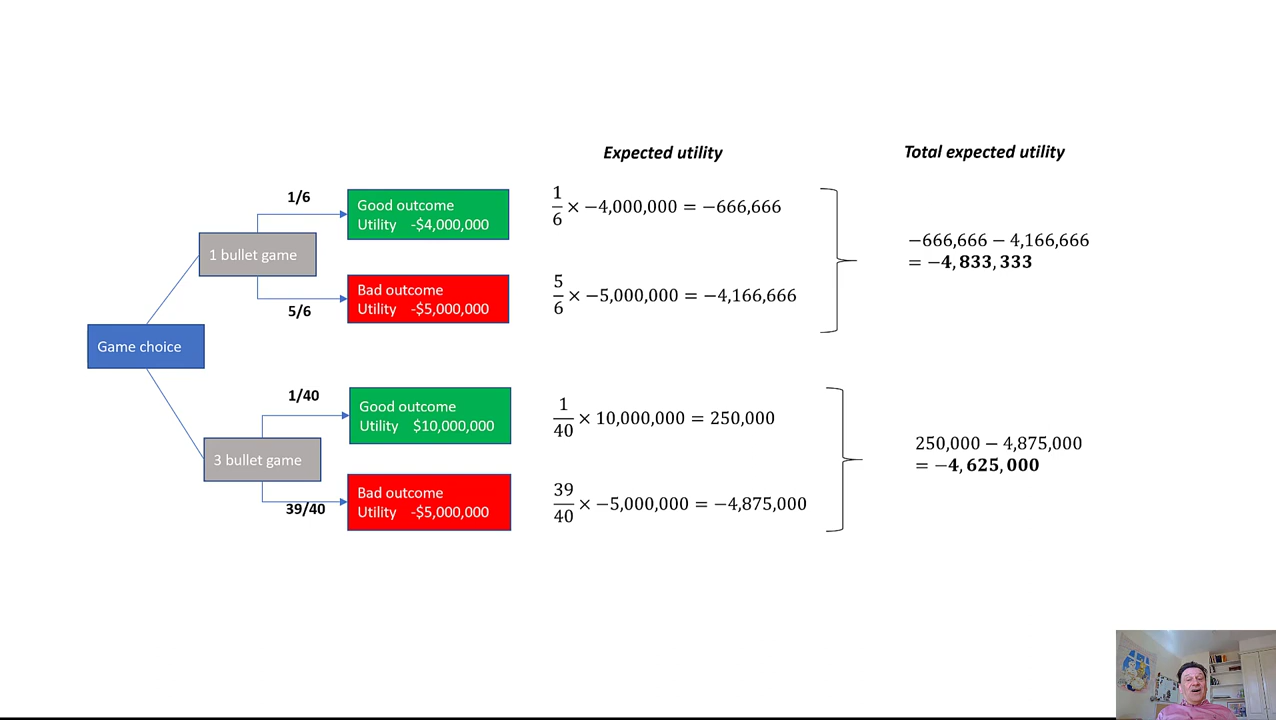 Expected utility
Total expected utility
1/6
Good outcome
Utility -$4,000,000
1/6 × −4,000,000 = −666,666
1 bullet game
−666,666 − 4,166,666
= −4,833,333
Bad outcome
Utility -$5,000,000
5/6 × −5,000,000 = −4,166,666
5/6
Game choice
1/40
Good outcome
Utility $10,000,000
1/40 × 10,000,000 = 250,000
3 bullet game
250,000 − 4,875,000
= −4,625,000
Bad outcome
Utility -$5,000,000
39/40 × −5,000,000 = −4,875,000
39/40